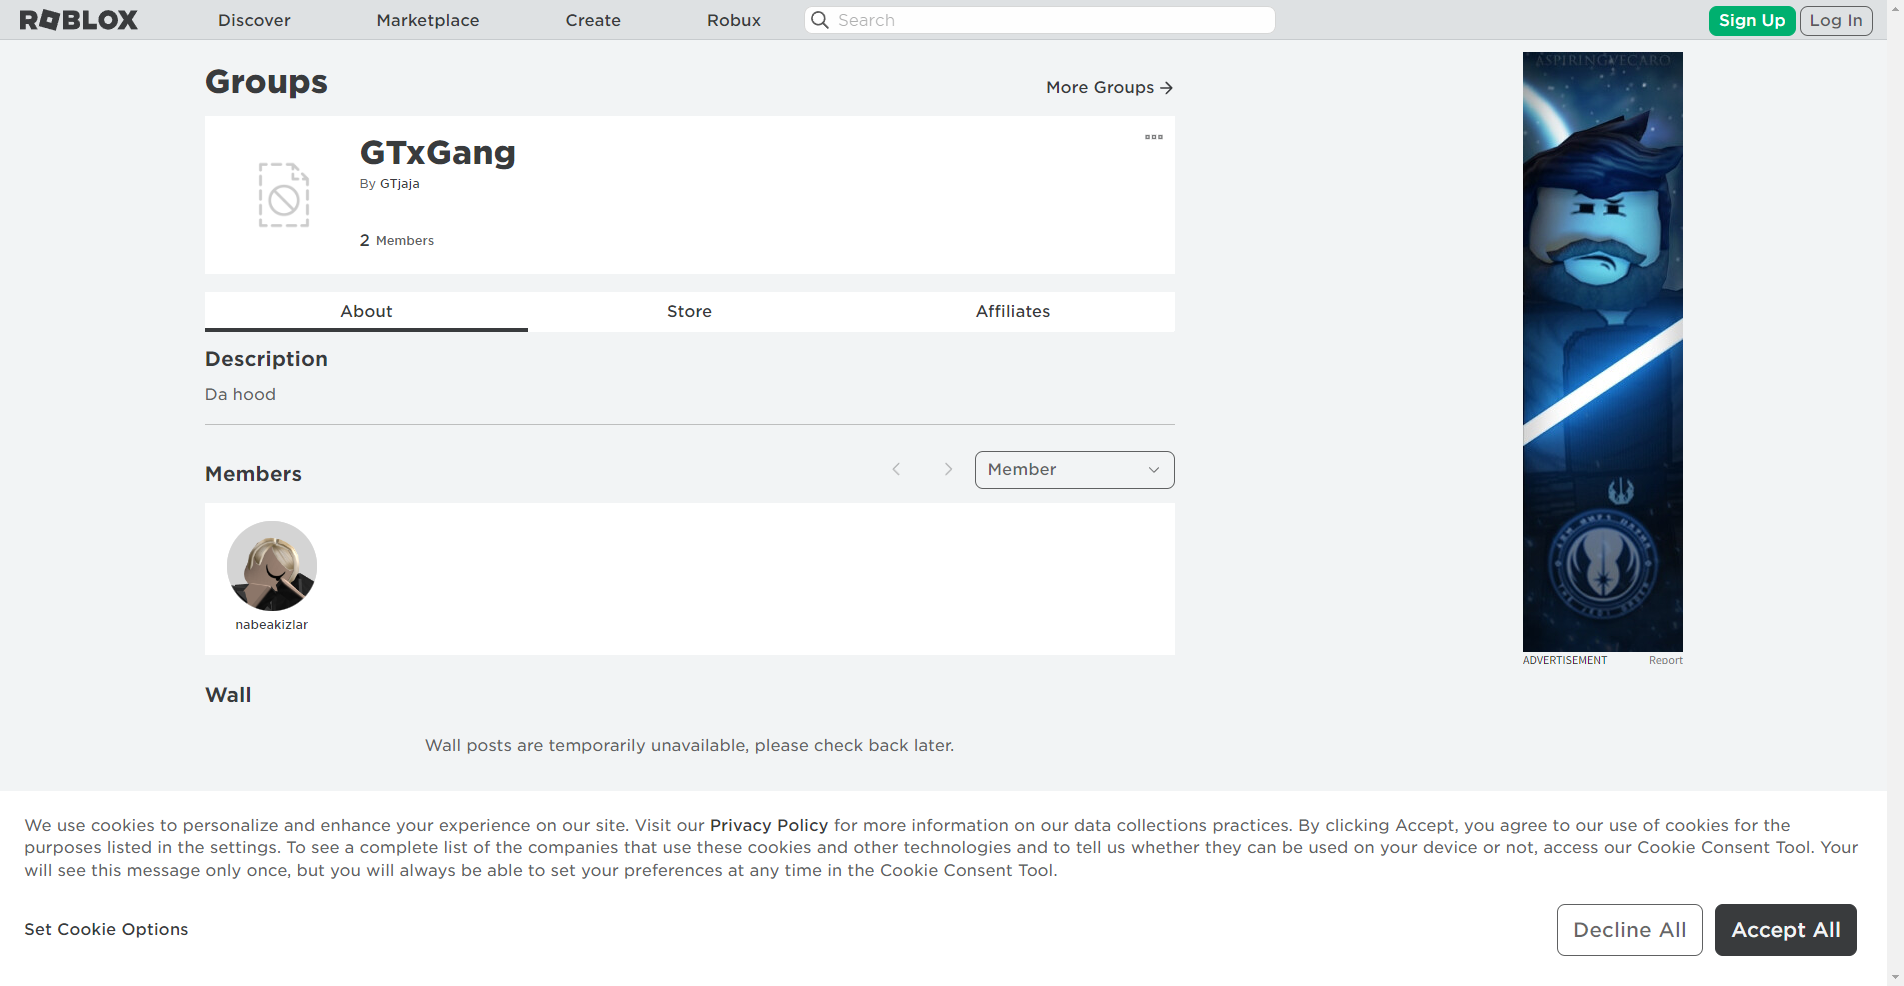 ROBLOX Discover Marketplace Create Robux Search Sign Up Log In
Groups
More Groups
GTxGang
By GTjaja
2 Members
About Store Affiliates
Description
Da hood
Members
Member
nabeakizlar
Wall
Wall posts are temporarily unavailable, please check back later.
ASPIRINGVECARO
ADVERTISEMENT Report
We use cookies to personalize and enhance your experience on our site. Visit our Privacy Policy for more information on our data collections practices. By clicking Accept, you agree to our use of cookies for the
purposes listed in the settings. To see a complete list of the companies that use these cookies and other technologies and to tell us whether they can be used on your device or not, access our Cookie Consent Tool. Your
will see this message only once, but you will always be able to set your preferences at any time in the Cookie Consent Tool.
Set Cookie Options
Decline All
Accept All